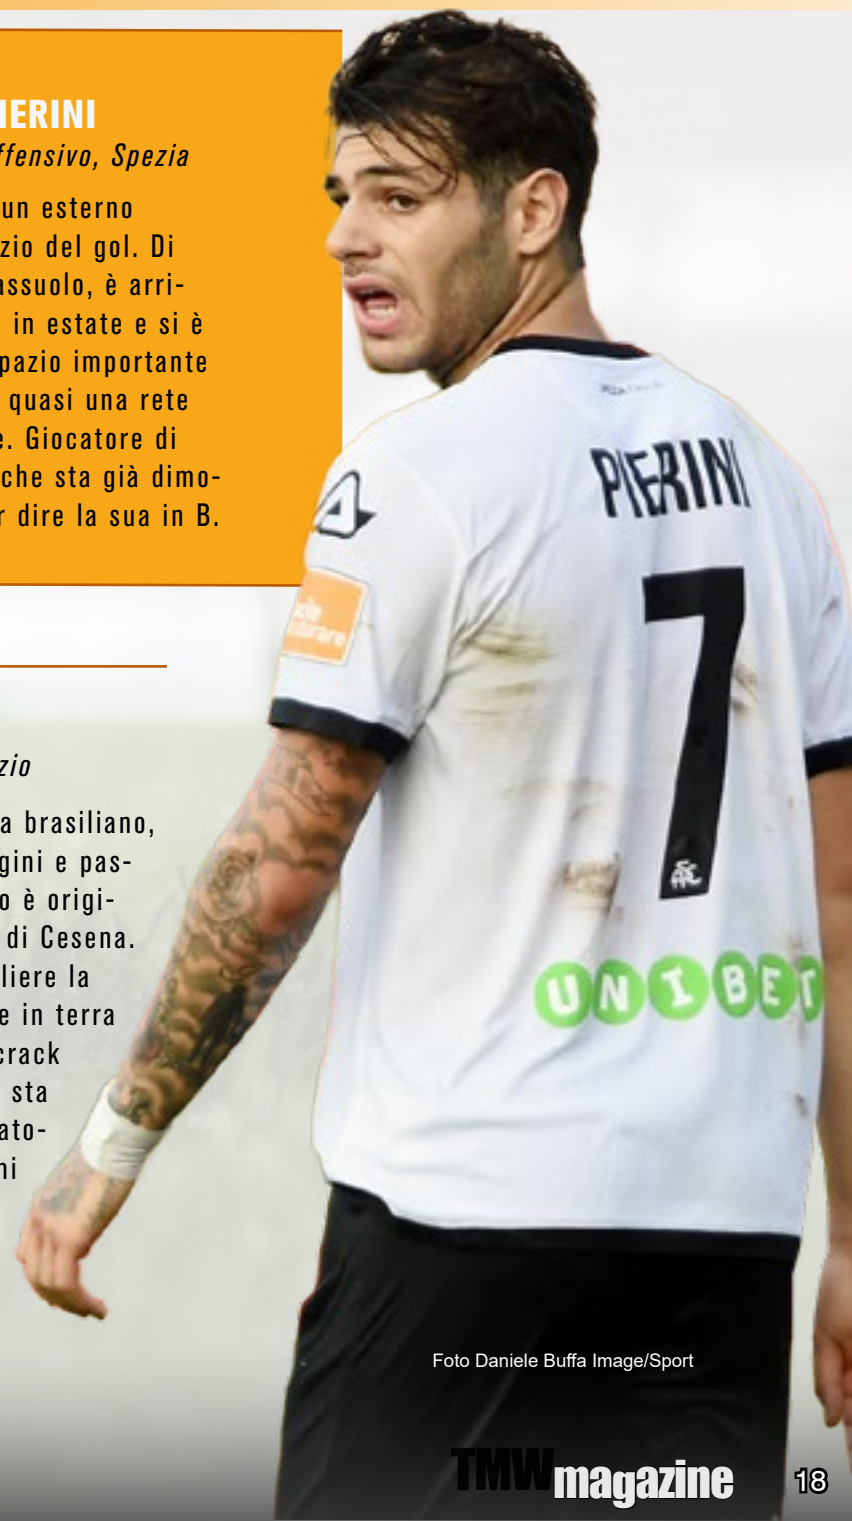 IERINI
ffensivo, Spezia
un esterno
zio del gol. Di
assuolo, è arri-
in estate e si è
pazio importante
quasi una rete
e. Giocatore di
che sta già dimo-
r dire la sua in B.
zio
a brasiliano,
gini e pas-
o è origi-
di Cesena.
liere la
e in terra
crack
sta
ato-
ni
PIERINI
7
UNIBET
Foto Daniele Buffa Image/Sport
TMWmagazine
18